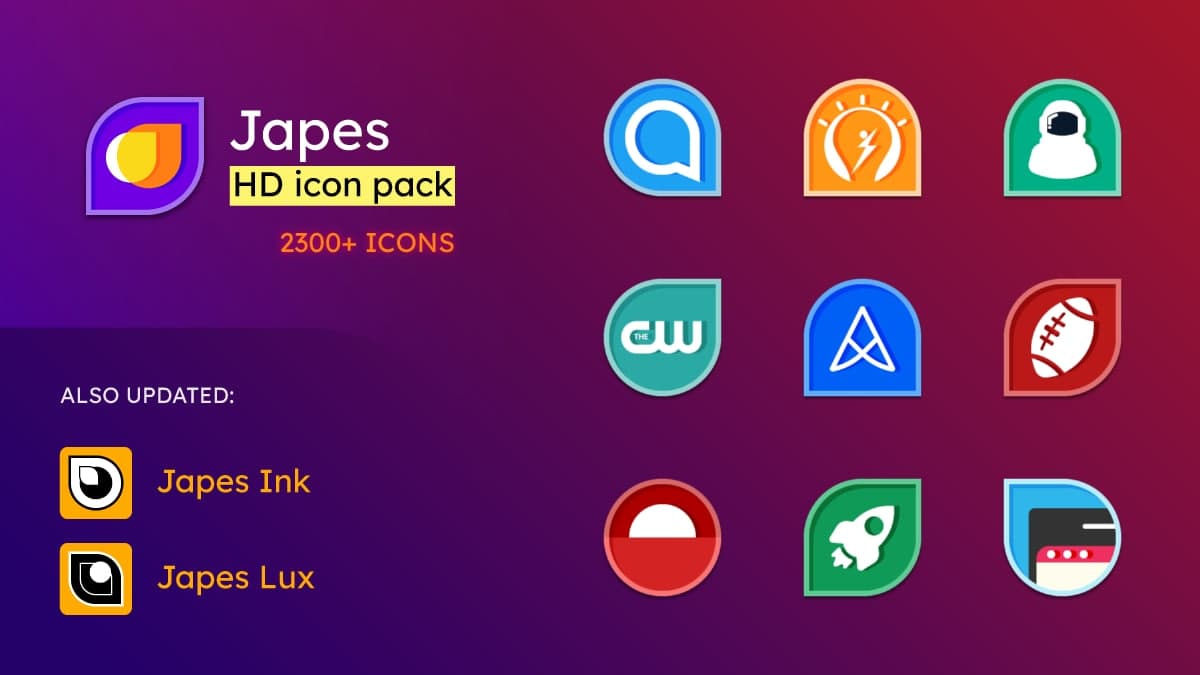 Japes
HD icon pack
2300+ ICONS
ALSO UPDATED:
Japes Ink
Japes Lux
THE CW